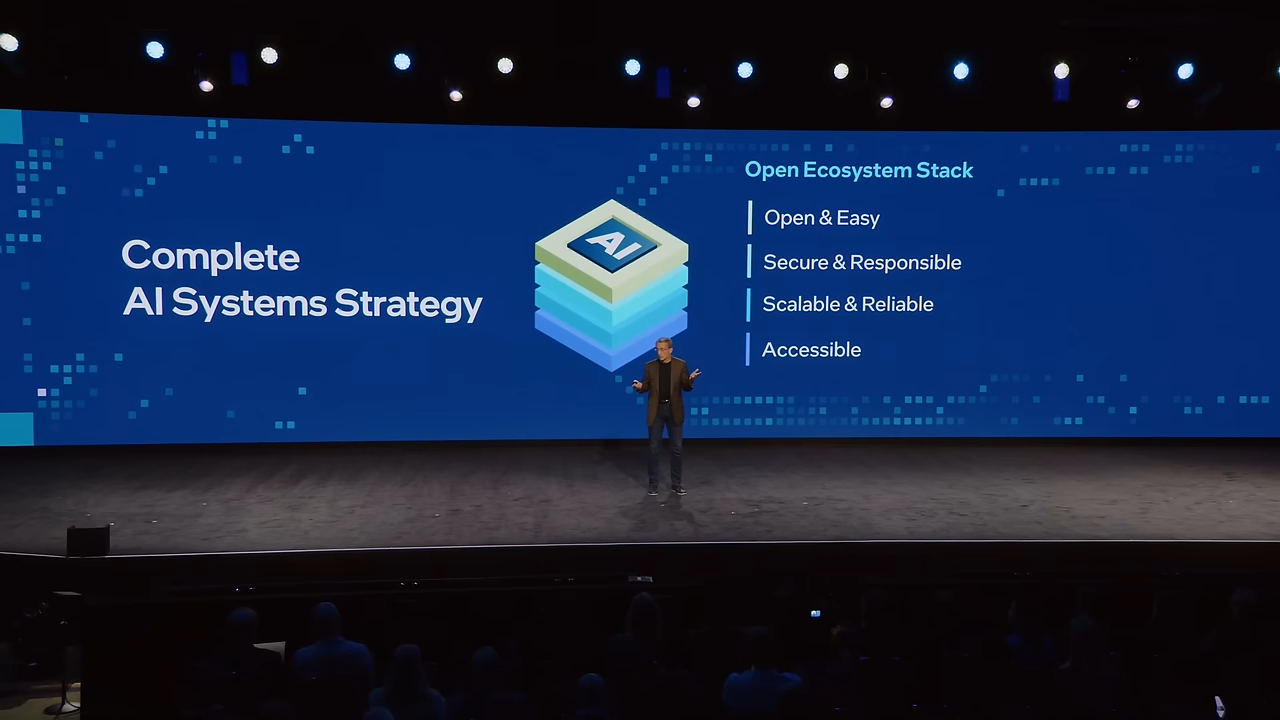 Complete
AI Systems Strategy
AI
Open Ecosystem Stack
Open & Easy
Secure & Responsible
Scalable & Reliable
Accessible